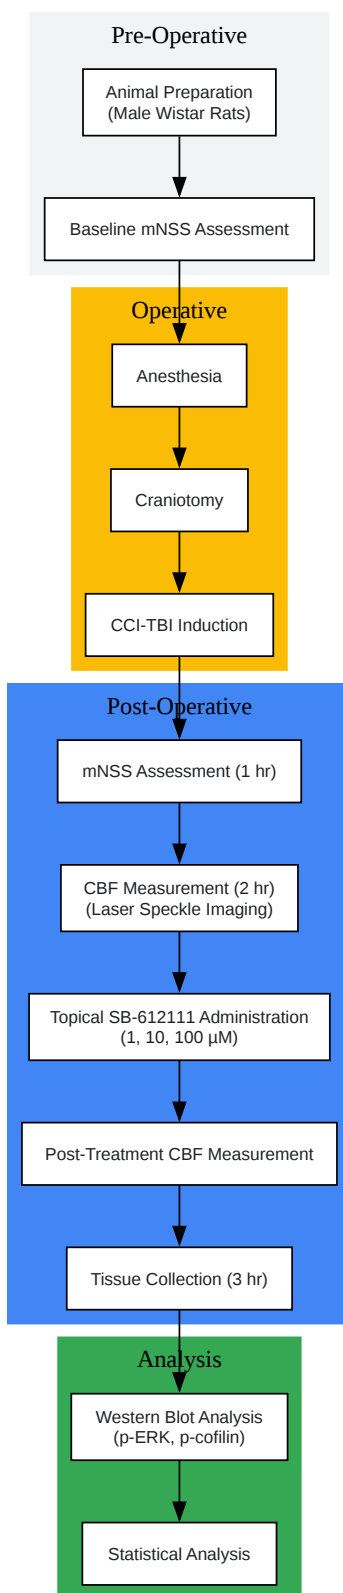 Pre-Operative
Animal Preparation
(Male Wistar Rats)
Baseline mNSS Assessment
Operative
Anesthesia
Craniotomy
CCI-TBI Induction
Post-Operative
mNSS Assessment (1 hr)
CBF Measurement (2 hr)
(Laser Speckle Imaging)
Topical SB-612111 Administration
(1, 10, 100 µM)
Post-Treatment CBF Measurement
Tissue Collection (3 hr)
Analysis
Western Blot Analysis
(p-ERK, p-cofilin)
Statistical Analysis